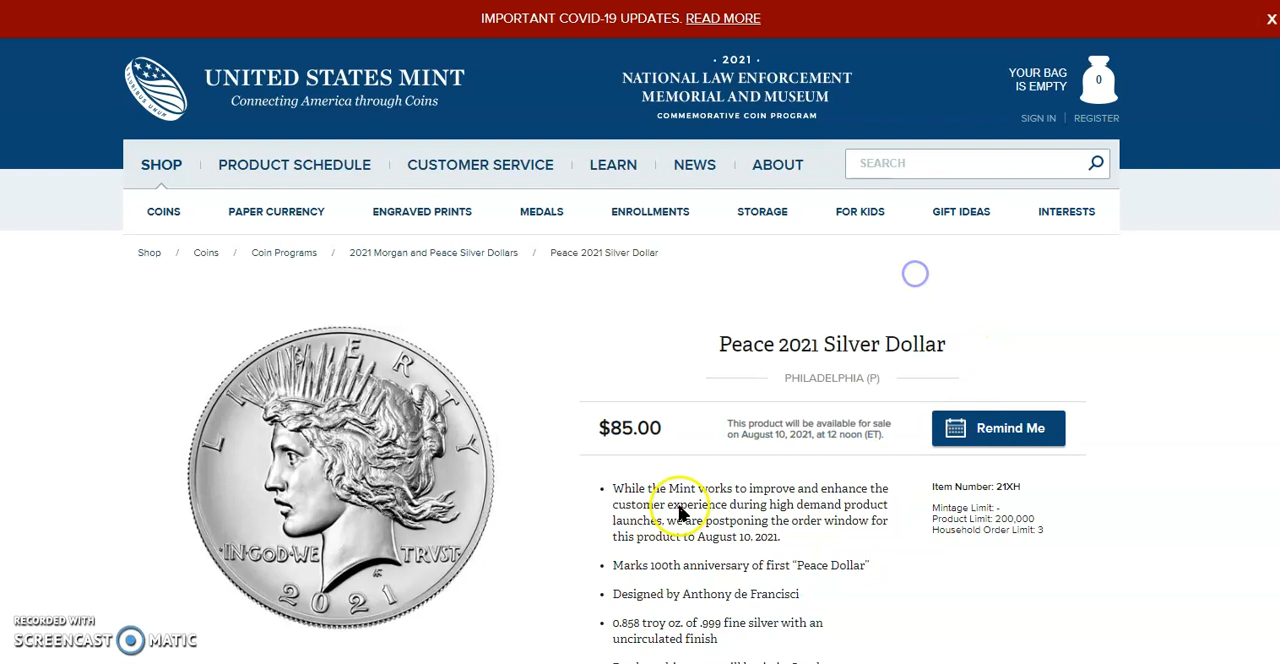 IMPORTANT COVID-19 UPDATES. READ MORE
X
UNITED STATES MINT
Connecting America through Coins
PLURIBUS UNUM
· 2021 ·
NATIONAL LAW ENFORCEMENT
MEMORIAL AND MUSEUM
COMMEMORATIVE COIN PROGRAM
YOUR BAG
IS EMPTY
0
SIGN IN | REGISTER
SHOP
PRODUCT SCHEDULE
CUSTOMER SERVICE
LEARN
NEWS
ABOUT
SEARCH
COINS
PAPER CURRENCY
ENGRAVED PRINTS
MEDALS
ENROLLMENTS
STORAGE
FOR KIDS
GIFT IDEAS
INTERESTS
Shop / Coins / Coin Programs / 2021 Morgan and Peace Silver Dollars / Peace 2021 Silver Dollar
LIBERTY
IN·GOD·WE TRVST
2021
Peace 2021 Silver Dollar
PHILADELPHIA (P)
$85.00
This product will be available for sale
on August 10, 2021, at 12 noon (ET).
Remind Me
• While the Mint works to improve and enhance the
customer experience during high demand product
launches, we are postponing the order window for
this product to August 10, 2021.
• Marks 100th anniversary of first “Peace Dollar”
• Designed by Anthony de Francisci
• 0.858 troy oz. of .999 fine silver with an
uncirculated finish
Item Number: 21XH
Mintage Limit: -
Product Limit: 200,000
Household Order Limit: 3
RECORDED WITH
SCREENCAST MATIC